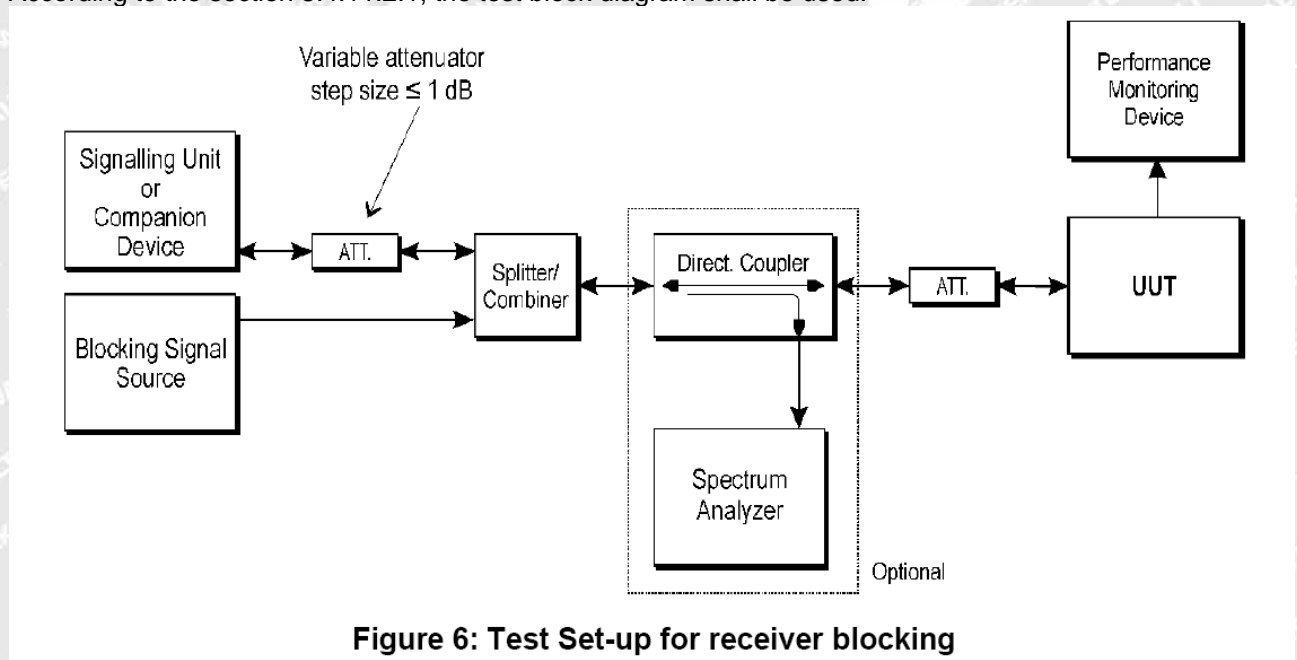 Variable attenuator
step size ≤ 1 dB
Performance
Monitoring
Device
Signalling Unit
or
Companion
Device
ATT.
Splitter/
Combiner
Direct. Coupler
ATT.
UUT
Blocking Signal
Source
Spectrum
Analyzer
Optional
Figure 6: Test Set-up for receiver blocking